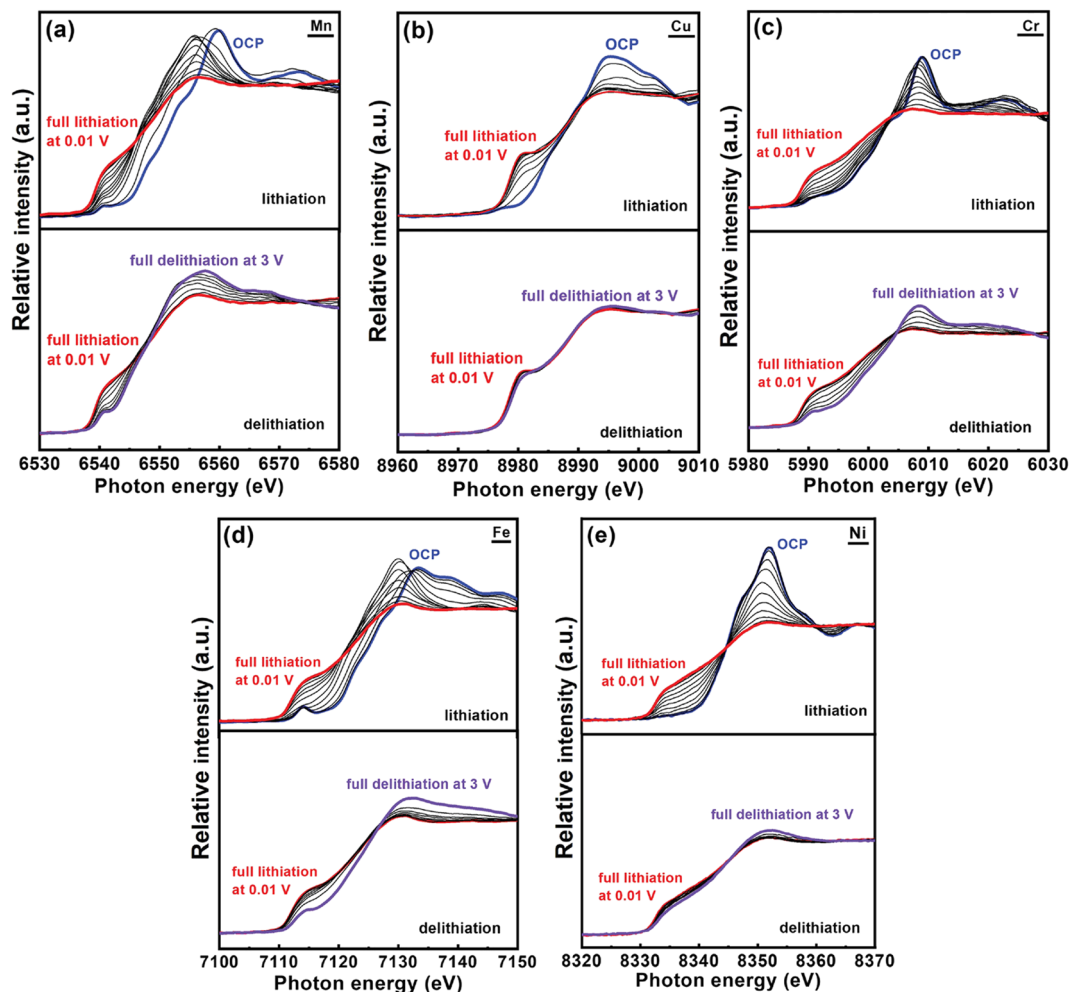 (a)
Mn
OCP
full lithiation
at 0.01 V
lithiation
full delithiation at 3 V
full lithiation
at 0.01 V
delithiation
Relative intensity (a.u.)
6530 6540 6550 6560 6570 6580
Photon energy (eV)
(b)
Cu
OCP
full lithiation
at 0.01 V
lithiation
full delithiation at 3 V
full lithiation
at 0.01 V
delithiation
Relative intensity (a.u.)
8960 8970 8980 8990 9000 9010
Photon energy (eV)
(c)
Cr
OCP
full lithiation
at 0.01 V
lithiation
full delithiation at 3 V
full lithiation
at 0.01 V
delithiation
Relative intensity (a.u.)
5980 5990 6000 6010 6020 6030
Photon energy (eV)
(d)
Fe
OCP
full lithiation
at 0.01 V
lithiation
full delithiation at 3 V
full lithiation
at 0.01 V
delithiation
Relative intensity (a.u.)
7100 7110 7120 7130 7140 7150
Photon energy (eV)
(e)
Ni
OCP
full lithiation
at 0.01 V
lithiation
full delithiation at 3 V
full lithiation
at 0.01 V
delithiation
Relative intensity (a.u.)
8320 8330 8340 8350 8360 8370
Photon energy (eV)